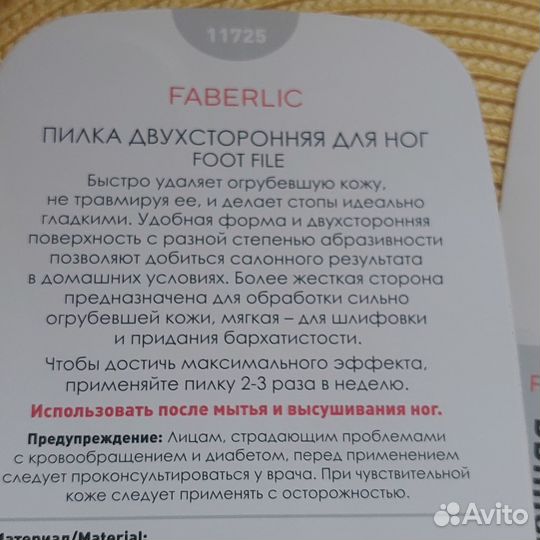 11725
FABERLIC
ПИЛКА ДВУХСТОРОННЯЯ ДЛЯ НОГ
FOOT FILE
Быстро удаляет огрубевшую кожу,
не травмируя ее, и делает стопы идеально
гладкими. Удобная форма и двухсторонняя
поверхность с разной степенью абразивности
позволяют добиться салонного результата
в домашних условиях. Более жесткая сторона
предназначена для обработки сильно
огрубевшей кожи, мягкая – для шлифовки
и придания бархатистости.
Чтобы достичь максимального эффекта,
применяйте пилку 2-3 раза в неделю.
Использовать после мытья и высушивания ног.
Предупреждение: Лицам, страдающим проблемами
с кровообращением и диабетом, перед применением
следует проконсультироваться у врача. При чувствительной
коже следует применять с осторожностью.
Материал/Material:
Avito